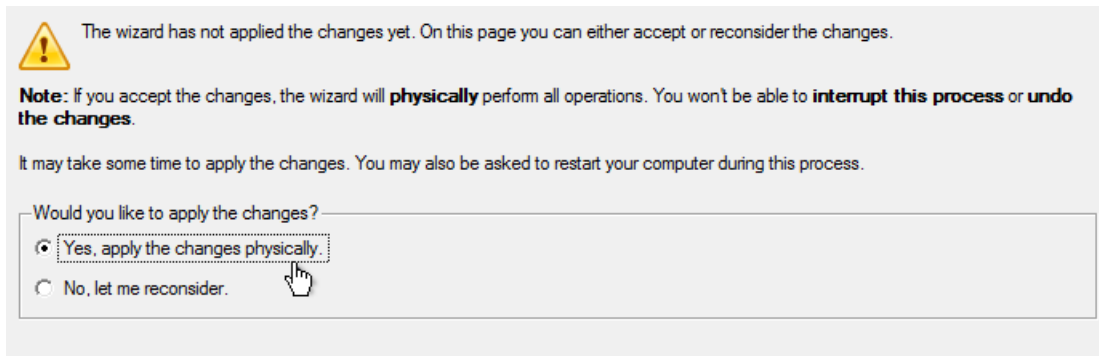 The wizard has not applied the changes yet. On this page you can either accept or reconsider the changes.
Note: If you accept the changes, the wizard will physically perform all operations. You won't be able to interrupt this process or undo
the changes.
It may take some time to apply the changes. You may also be asked to restart your computer during this process.
Would you like to apply the changes?
Yes, apply the changes physically.
No, let me reconsider.